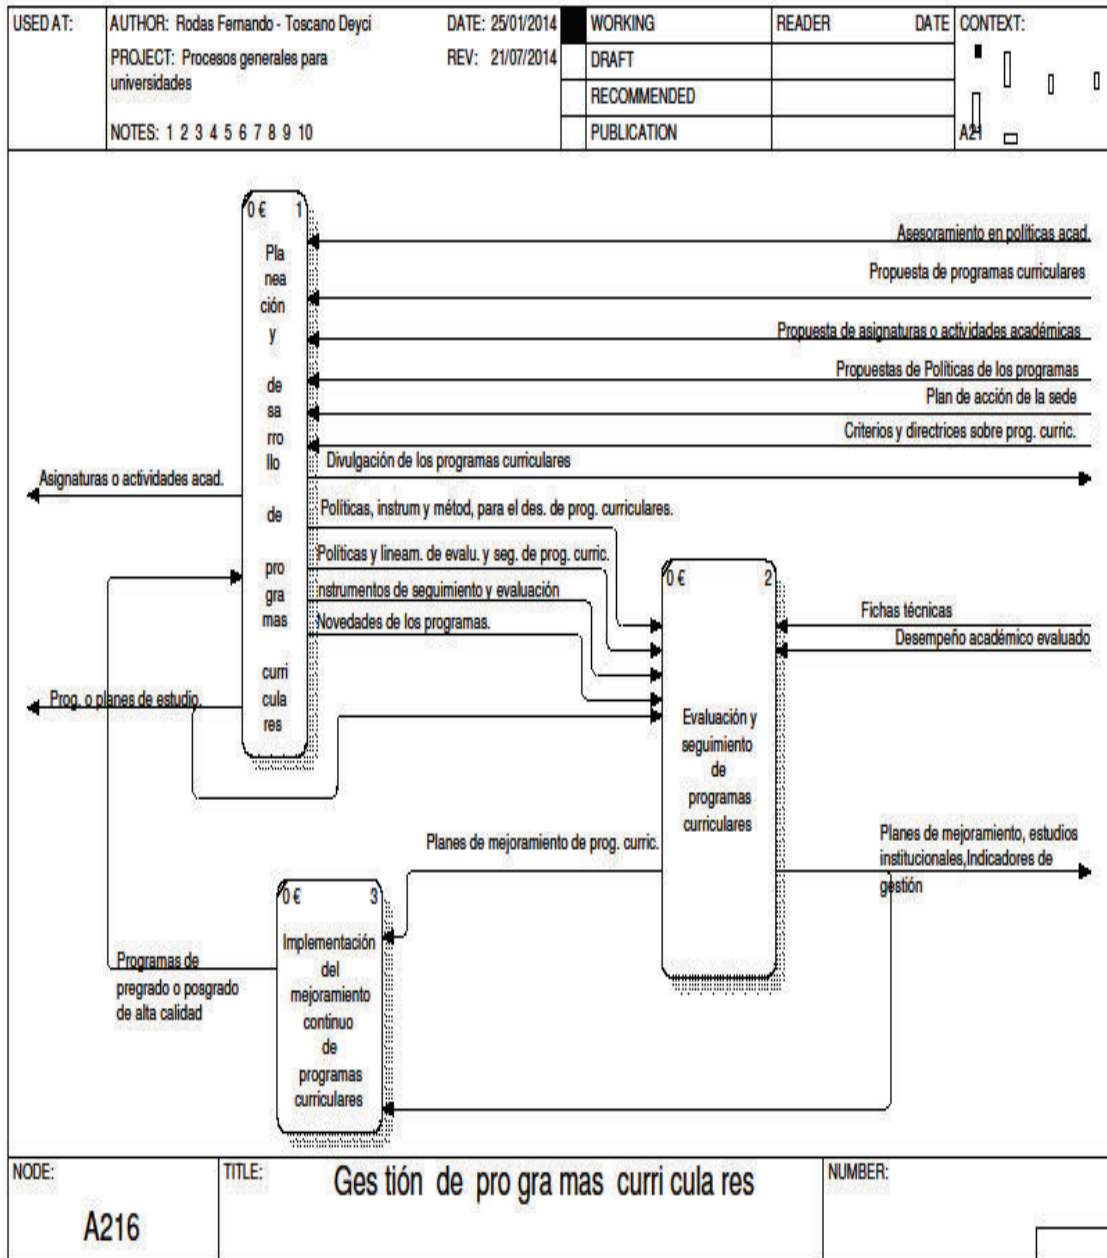 USED AT:
AUTHOR: Rodas Fernando - Toscano Deyci
DATE: 25/01/2014
PROJECT: Procesos generales para
universidades
REV: 21/07/2014
NOTES: 1 2 3 4 5 6 7 8 9 10
WORKING
DRAFT
RECOMMENDED
PUBLICATION
READER
DATE
CONTEXT:
A21
0 €
1
Pla
nea
ción
y
de
sa
rro
llo
de
pro
gra
mas
curri
cula
res
Asesoramiento en políticas acad.
Propuesta de programas curriculares
Propuesta de asignaturas o actividades académicas
Propuestas de Políticas de los programas
Plan de acción de la sede
Criterios y directrices sobre prog. curric.
Divulgación de los programas curriculares
Asignaturas o actividades acad.
Políticas, instrum y métod, para el des. de prog. curriculares.
Políticas y lineam. de evalu. y seg. de prog. curric.
nstrumentos de seguimiento y evaluación
Novedades de los programas.
Prog. o planes de estudio.
0 €
2
Evaluación y
seguimiento
de
programas
curriculares
Fichas técnicas
Desempeño académico evaluado
Planes de mejoramiento de prog. curric.
Planes de mejoramiento, estudios
institucionales,Indicadores de
gestión
0 €
3
Implementación
del
mejoramiento
continuo
de
programas
curriculares
Programas de
pregrado o posgrado
de alta calidad
NODE:
A216
TITLE:
Ges tión de pro gra mas curri cula res
NUMBER: